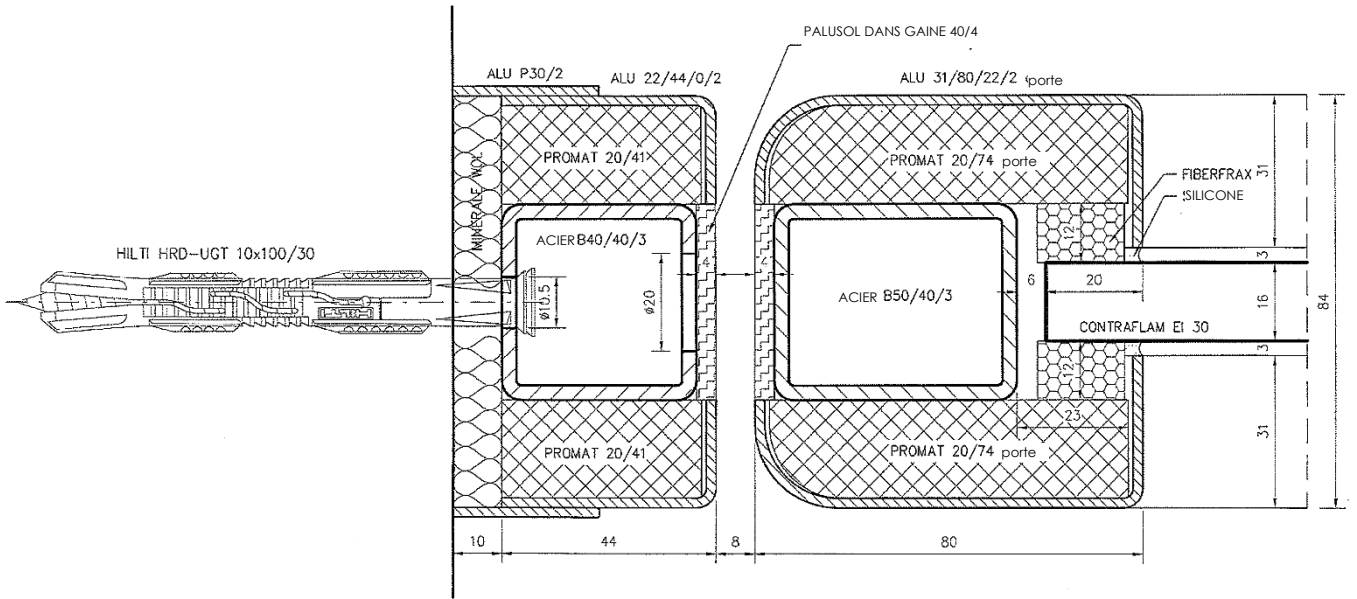 PALUSOL DANS GAINE 40/4
ALU P30/2
ALU 22/44/0/2
ALU 31/80/22/2 porte
PROMAT 20/41
PROMAT 20/74 porte
MINERALE WOL
FIBERFRAX
SILICONE
31
HILTI HRD-UGT 10x100/30
ACIER B40/40/3
12
3
4
4
ø10.5
ø20
ACIER B50/40/3
6
20
16
84
CONTRAFLAM EI 30
3
12
23
31
PROMAT 20/41
PROMAT 20/74 porte
10
44
8
80